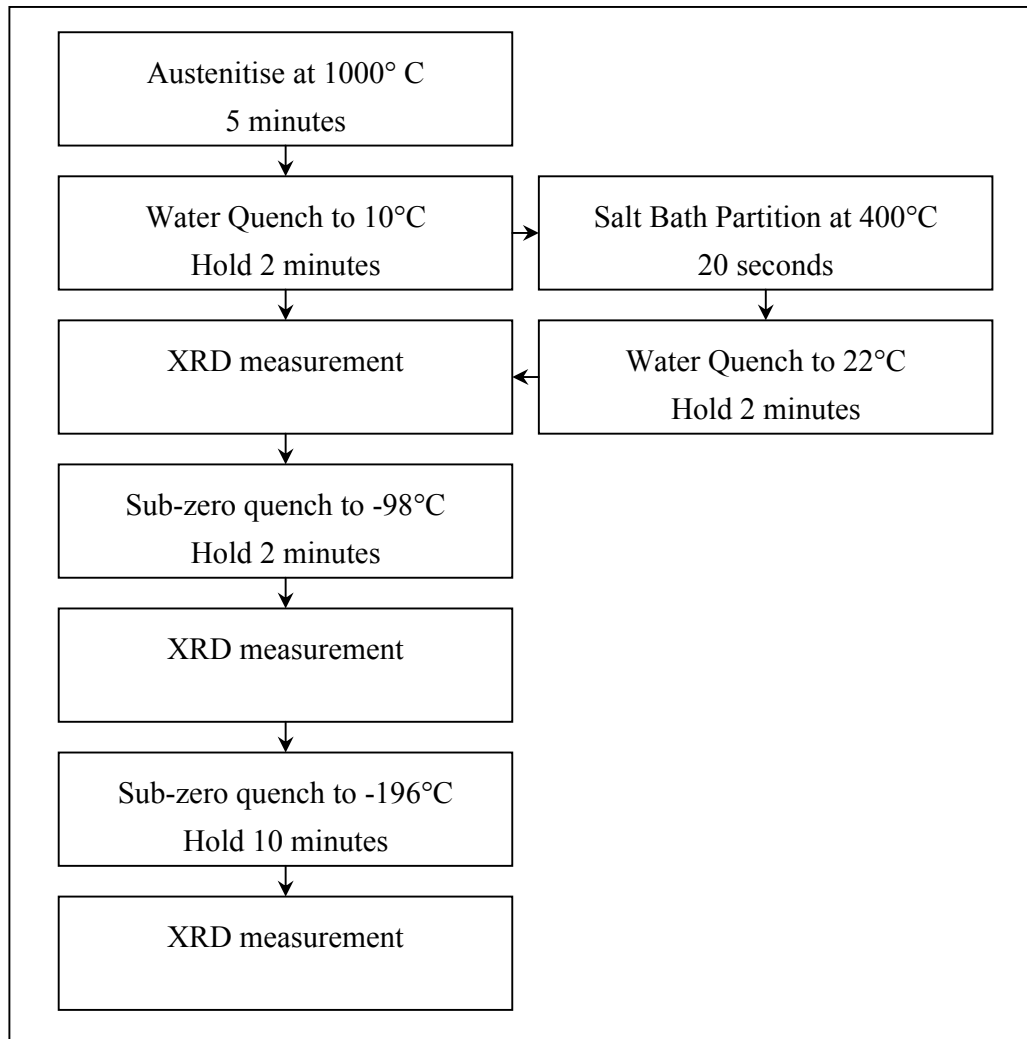 Austenitise at 1000° C
5 minutes
Water Quench to 10°C
Hold 2 minutes
Salt Bath Partition at 400°C
20 seconds
XRD measurement
Water Quench to 22°C
Hold 2 minutes
Sub-zero quench to -98°C
Hold 2 minutes
XRD measurement
Sub-zero quench to -196°C
Hold 10 minutes
XRD measurement